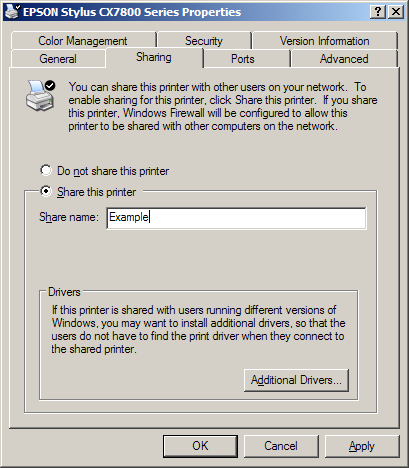 EPSON Stylus CX7800 Series Properties
Color Management Security Version Information
General Sharing Ports Advanced
You can share this printer with other users on your network. To
enable sharing for this printer, click Share this printer. If you share
this printer, Windows Firewall will be configured to allow this
printer to be shared with other computers on the network.
Do not share this printer
Share this printer
Share name: Example
Drivers
If this printer is shared with users running different versions of
Windows, you may want to install additional drivers, so that the
users do not have to find the print driver when they connect to
the shared printer.
Additional Drivers...
OK Cancel Apply